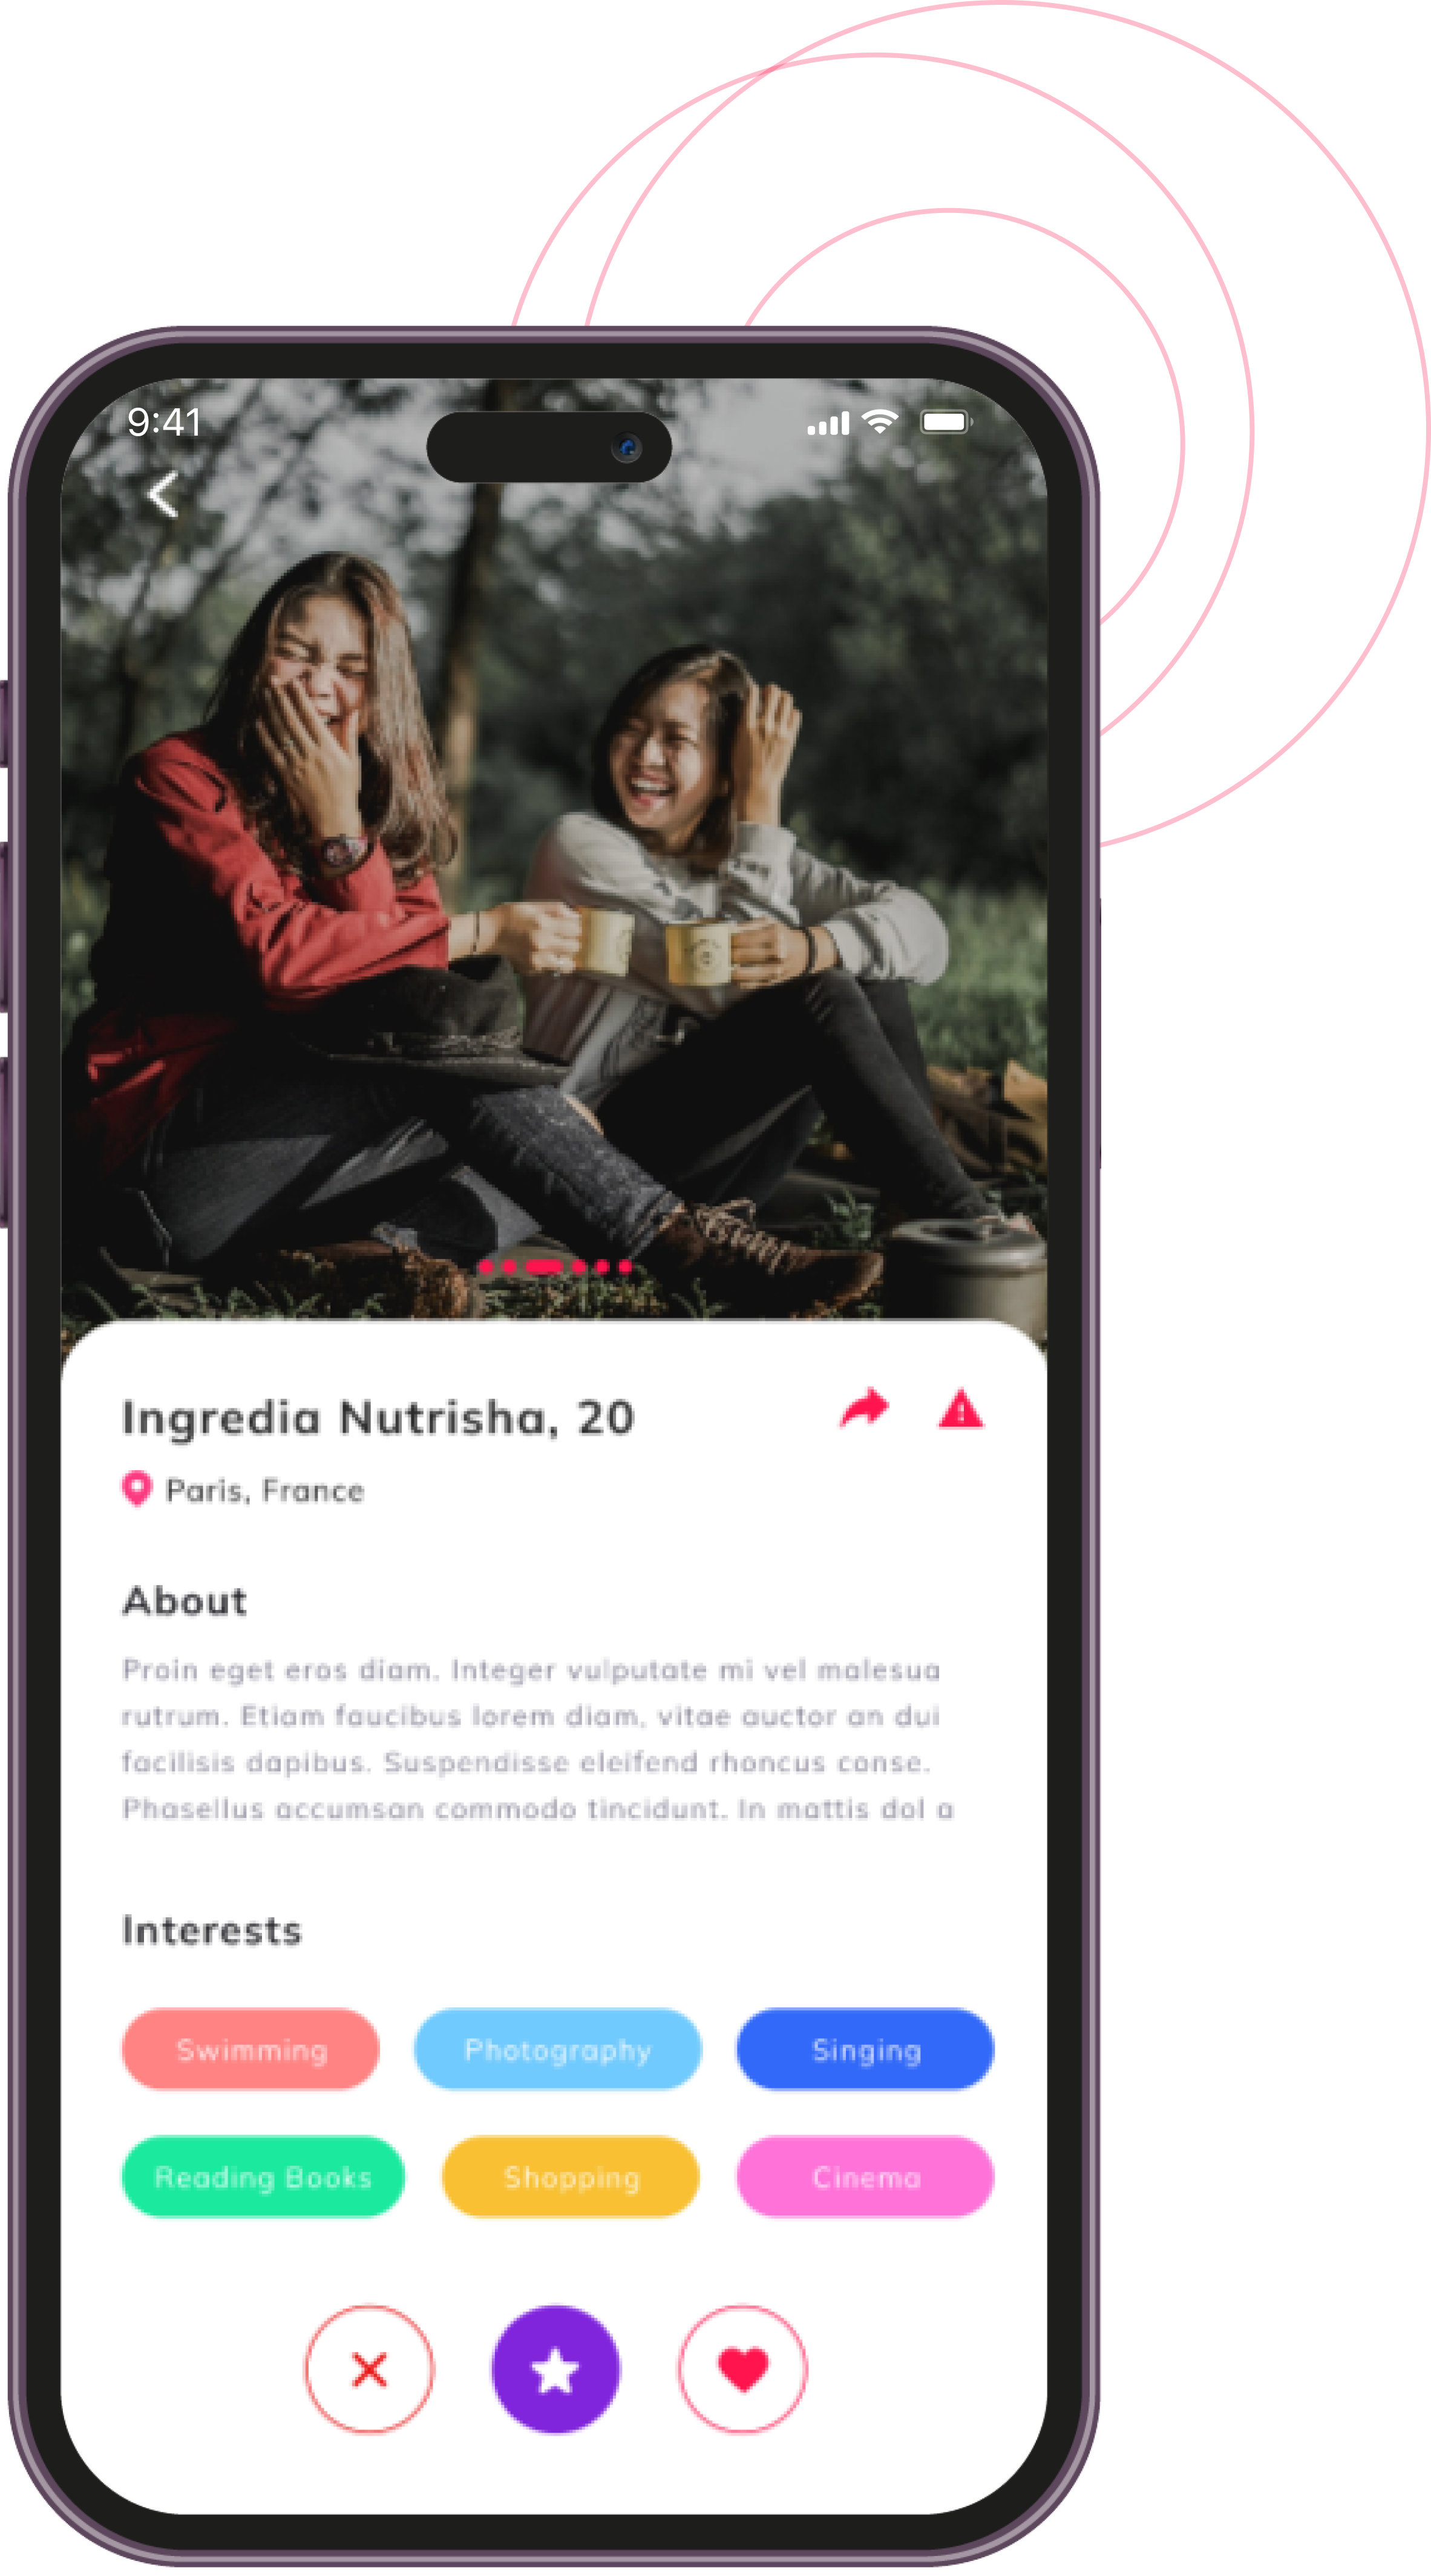 9:41
Ingredia Nutrisha, 20
Paris, France
About
Proin eget eros diam. Integer vulputate mi vel malesua
rutrum. Etiam faucibus lorem diam, vitae auctor an dui
facilisis dapibus. Suspendisse eleifend rhoncus conse.
Phasellus accumsan commodo tincidunt. In mattis dol a
Interests
Swimming Photography Singing
Reading Books Shopping Cinema